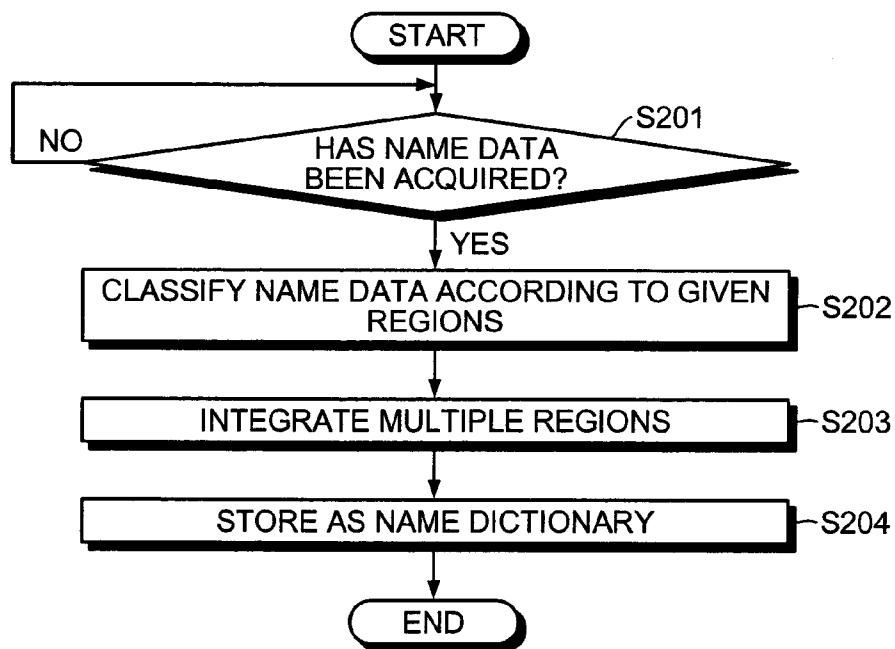 START
S201
NO
HAS NAME DATA
BEEN ACQUIRED?
YES
CLASSIFY NAME DATA ACCORDING TO GIVEN
REGIONS
S202
INTEGRATE MULTIPLE REGIONS
S203
STORE AS NAME DICTIONARY
S204
END